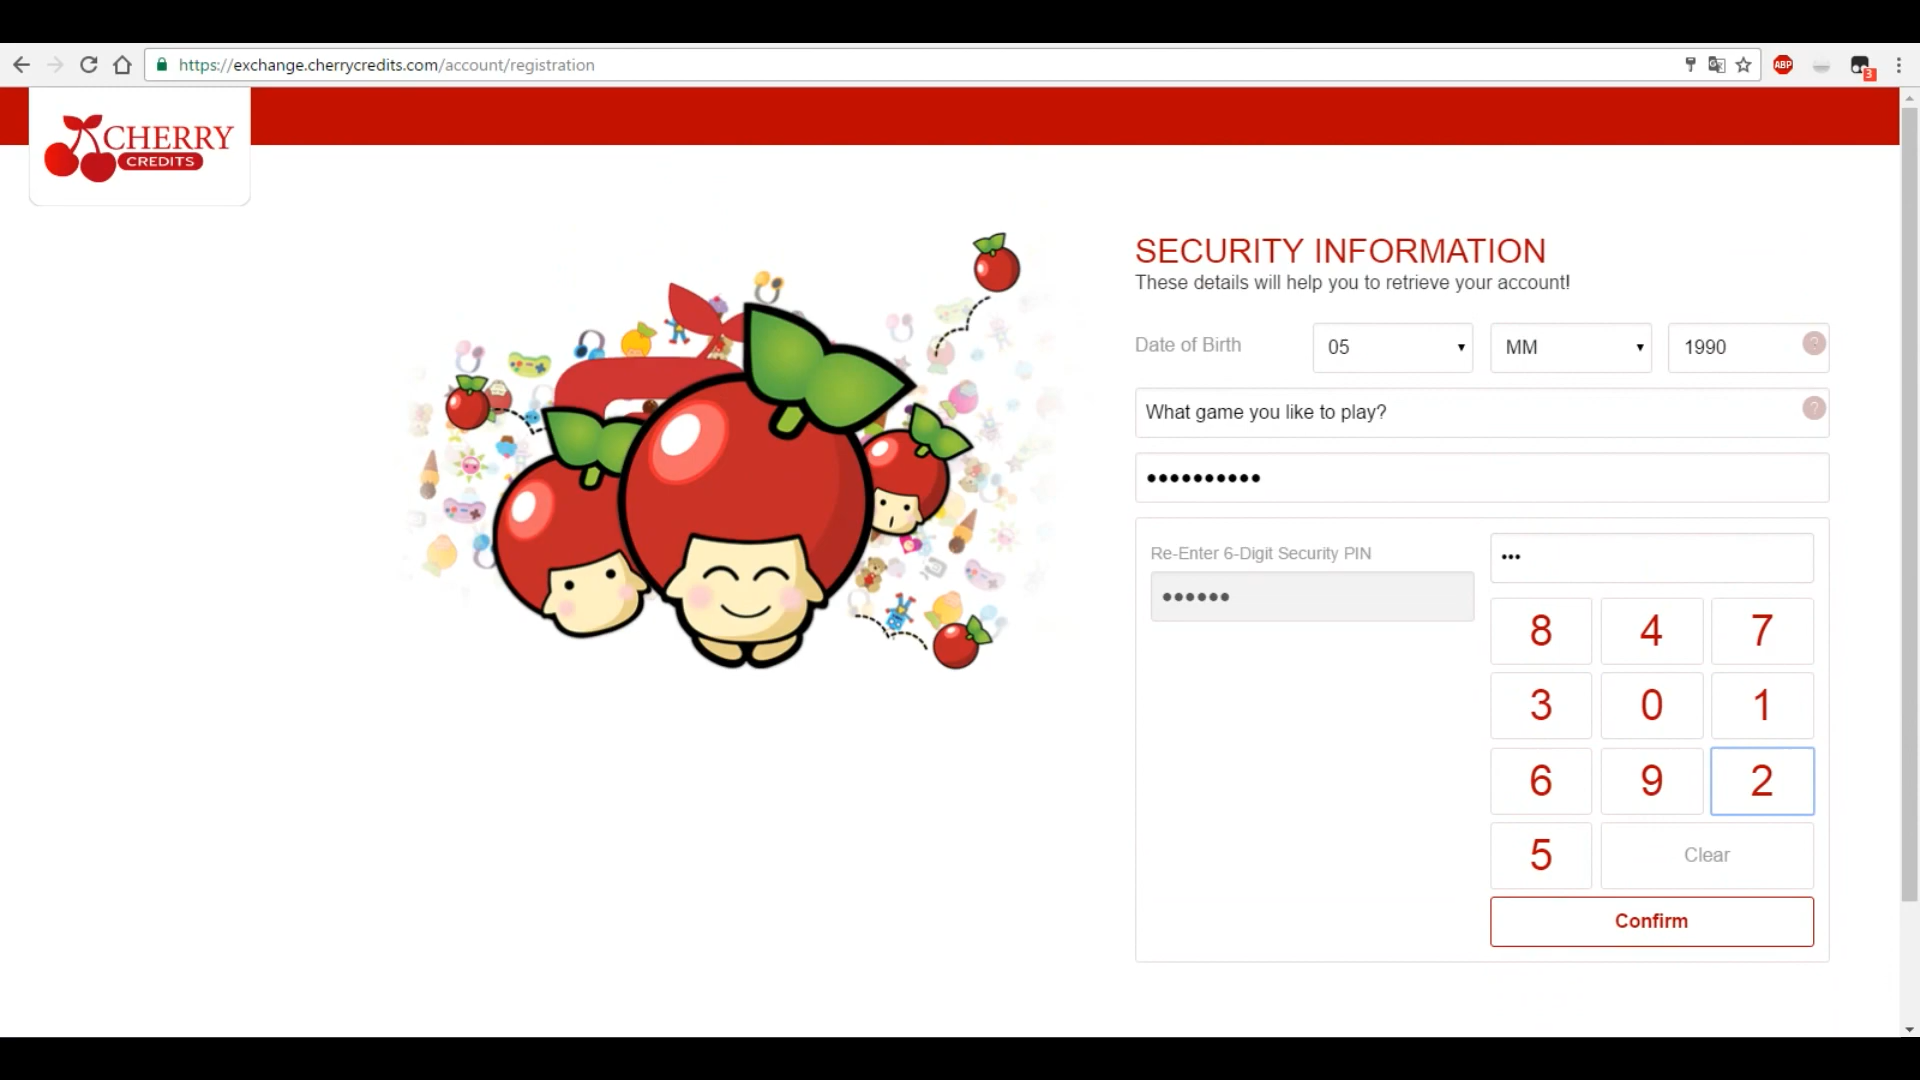 https://exchange.cherrycredits.com/account/registration
ABP
3
CHERRY
CREDITS
SECURITY INFORMATION
These details will help you to retrieve your account!
Date of Birth
05
MM
1990
?
What game you like to play?
?
••••••••••
Re-Enter 6-Digit Security PIN
•••
••••••
8 4 7
3 0 1
6 9 2
5 Clear
Confirm